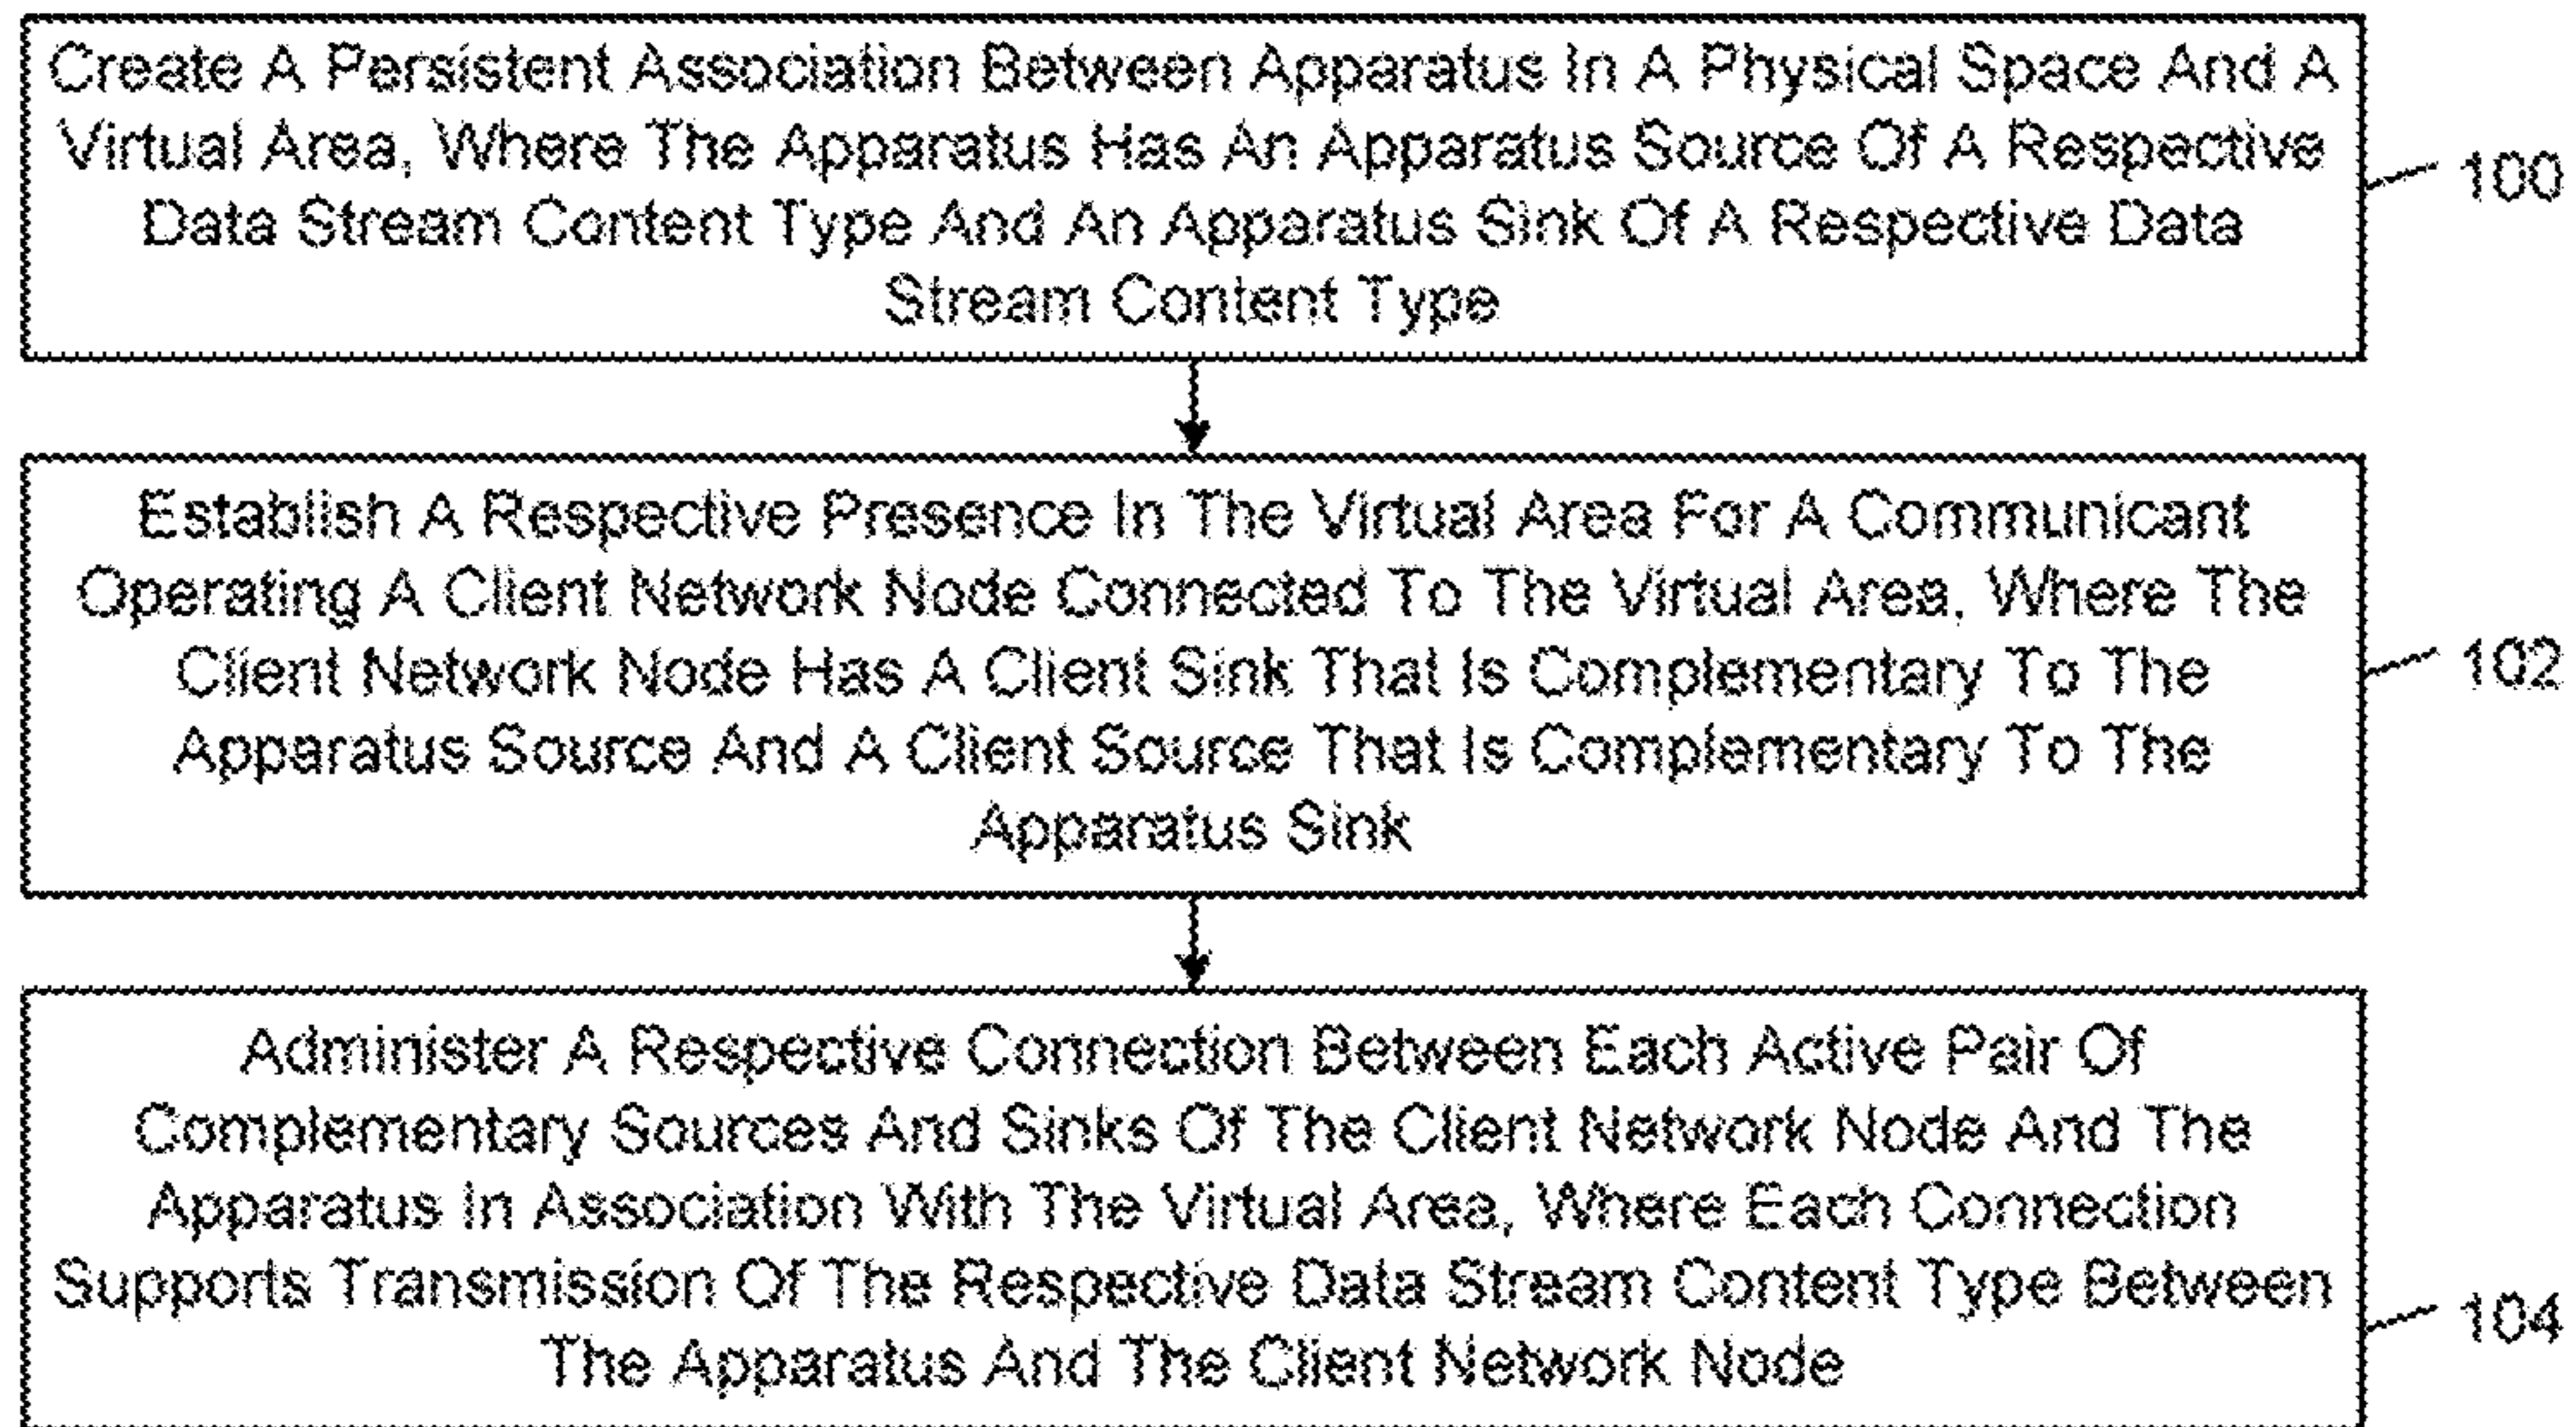 Create A Persistent Association Between Apparatus In A Physical Space And A
Virtual Area, Where The Apparatus Has An Apparatus Source Of A Respective
Data Stream Content Type And An Apparatus Sink Of A Respective Data
Stream Content Type
100
Establish A Respective Presence In The Virtual Area For A Communicant
Operating A Client Network Node Connected To The Virtual Area, Where The
Client Network Node Has A Client Sink That Is Complementary To The
Apparatus Source And A Client Source That Is Complementary To The
Apparatus Sink
102
Administer A Respective Connection Between Each Active Pair Of
Complementary Sources And Sinks Of The Client Network Node And The
Apparatus In Association With The Virtual Area, Where Each Connection
Supports Transmission Of The Respective Data Stream Content Type Between
The Apparatus And The Client Network Node
104